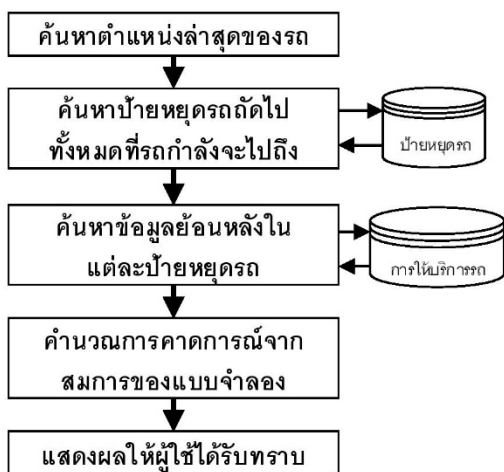 ค้นหาตำแหน่งล่าสุดของรถ
ค้นหาป้ายหยุดรถถัดไป
ทั้งหมดที่รถกำลังจะไปถึง
ป้ายหยุดรถ
ค้นหาข้อมูลย้อนหลังใน
แต่ละป้ายหยุดรถ
การให้บริการรถ
คำนวณการคาดการณ์จาก
สมการของแบบจำลอง
แสดงผลให้ผู้ใช้ได้รับทราบ